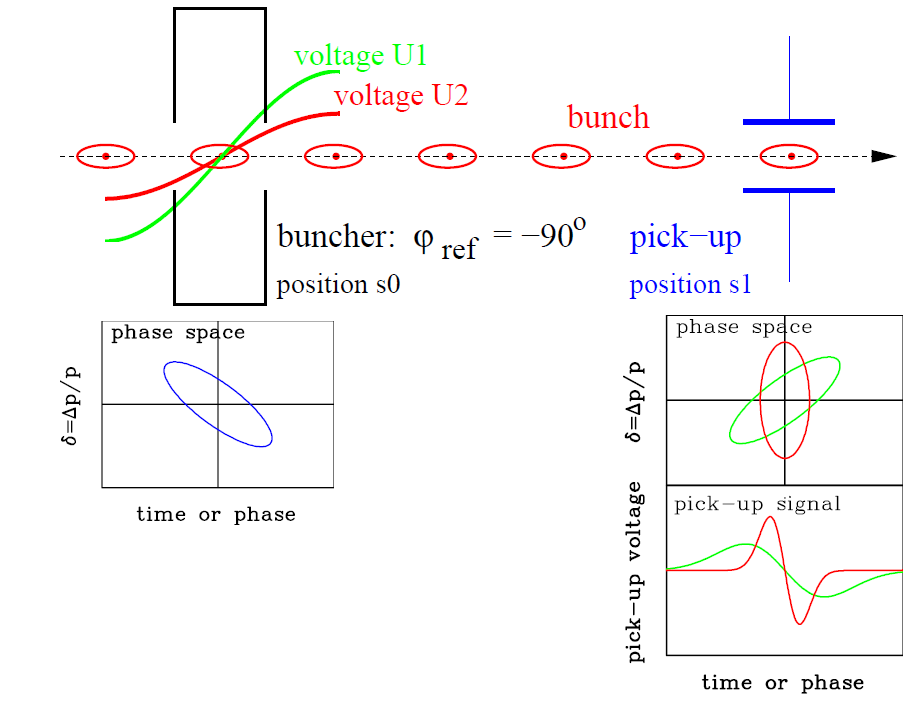 voltage U1
voltage U2
bunch
buncher: φ ref = −90°
position s0
pick−up
position s1
phase space
δ=Δp/p
time or phase
phase space
δ=Δp/p
pick−up signal
pick−up voltage
time or phase